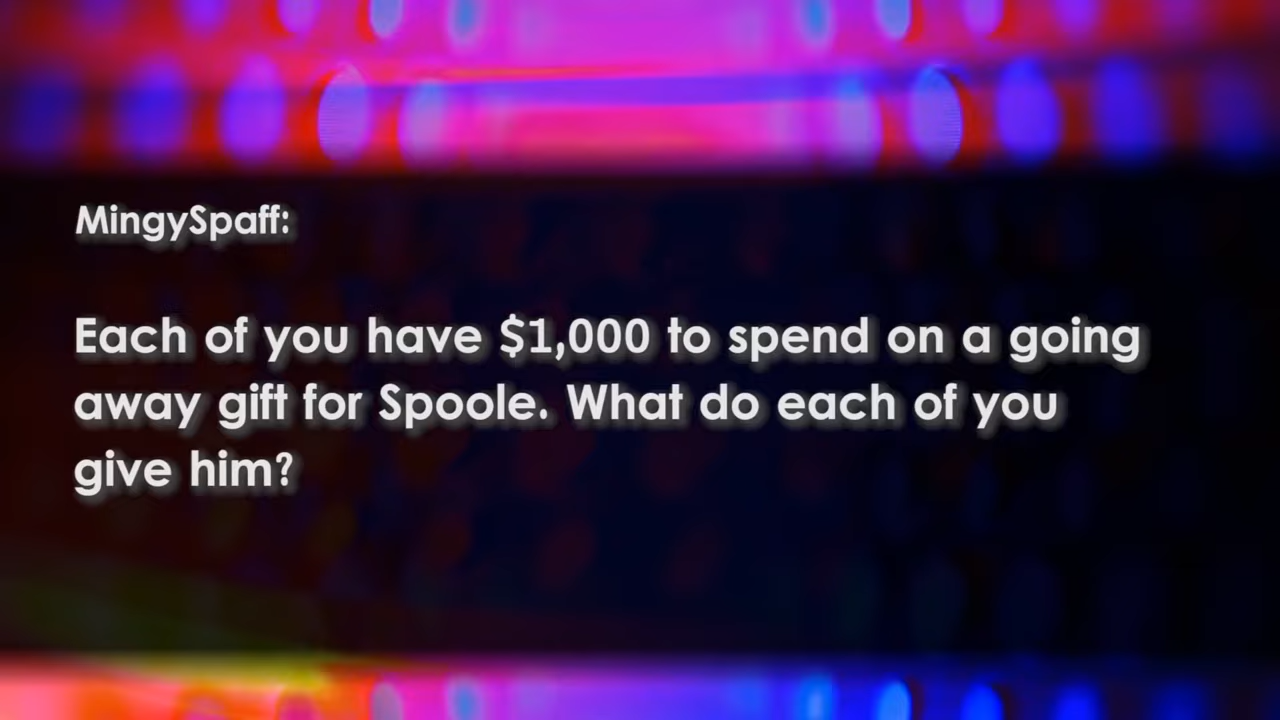 MingySpaff:
Each of you have $1,000 to spend on a going
away gift for Spoole. What do each of you
give him?